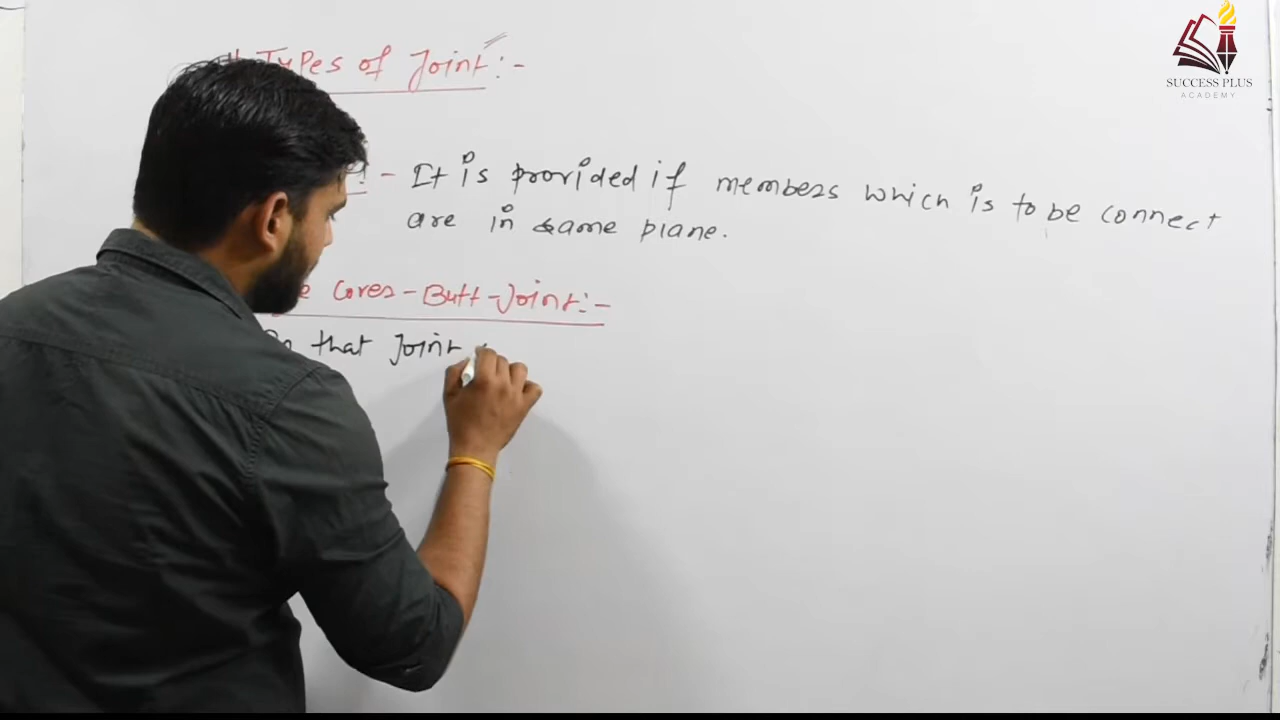 Types of Joint:-
- It is provided if members which is to be connect
are in same plane.
Cover-Butt-Joint:-
that Joint
SUCCESS PLUS
ACADEMY